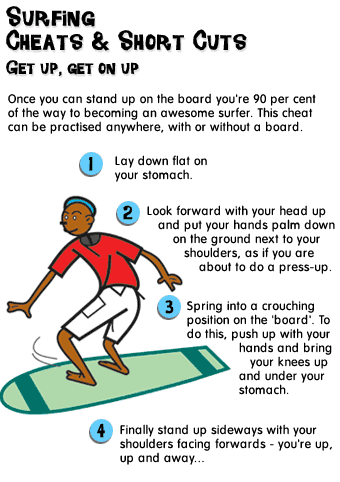 Surfing
Cheats & Short Cuts
Get up, get on up
Once you can stand up on the board you're 90 per cent
of the way to becoming an awesome surfer. This cheat
can be practised anywhere, with or without a board.
1 Lay down flat on
your stomach.
2 Look forward with your head up
and put your hands palm down
on the ground next to your
shoulders, as if you are
about to do a press-up.
3 Spring into a crouching
position on the 'board'. To
do this, push up with your
hands and bring
your knees up
and under your
stomach.
4 Finally stand up sideways with your
shoulders facing forwards - you're up,
up and away...